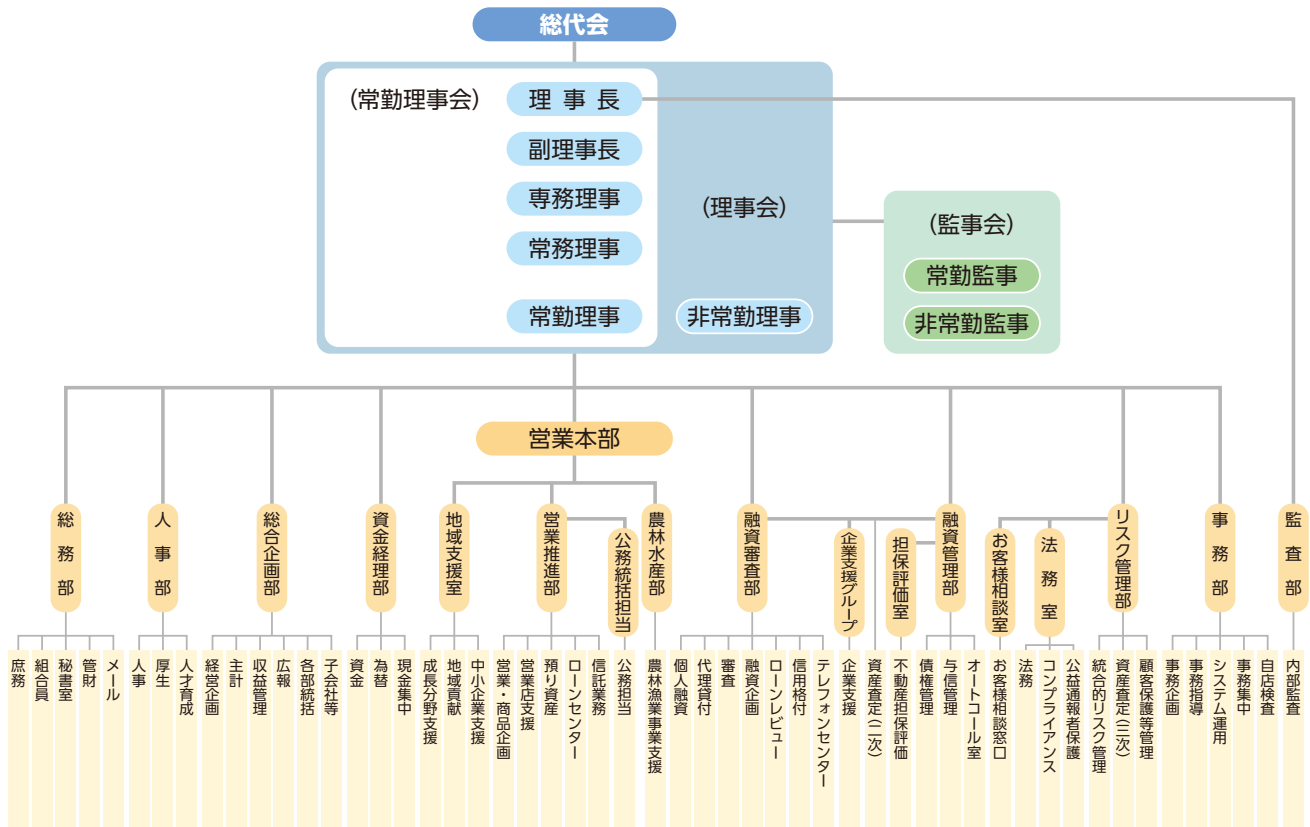 総代会
(常勤理事会)
理事長
副理事長
専務理事
常務理事
常勤理事
(理事会)
非常勤理事
(監事会)
常勤監事
非常勤監事
営業本部
総務部
人事部
総合企画部
資金経理部
地域支援室
営業推進部
公務統括担当
農林水産部
融資審査部
企業支援グループ
担保評価室
融資管理部
お客様相談室
法務室
リスク管理部
事務部
監査部
庶務
組合員
秘書室
管財
メール
人事
厚生
人才育成
経営企画
主計
収益管理
広報
各部統括
子会社等
資金
為替
現金集中
成長分野支援
地域貢献
中小企業支援
営業・商品企画
営業店支援
預り資産
ローンセンター
信託業務
公務担当
農林漁業事業支援
個人融資
代理貸付
審査
融資企画
ローンレビュー
信用格付
テレフォンセンター
企業支援
資産査定(二次)
不動産担保評価
債権管理
与信管理
オートコール室
お客様相談窓口
法務
コンプライアンス
公益通報者保護
統合的リスク管理
資産査定(三次)
顧客保護等管理
事務企画
事務指導
システム運用
事務集中
自店検査
内部監査